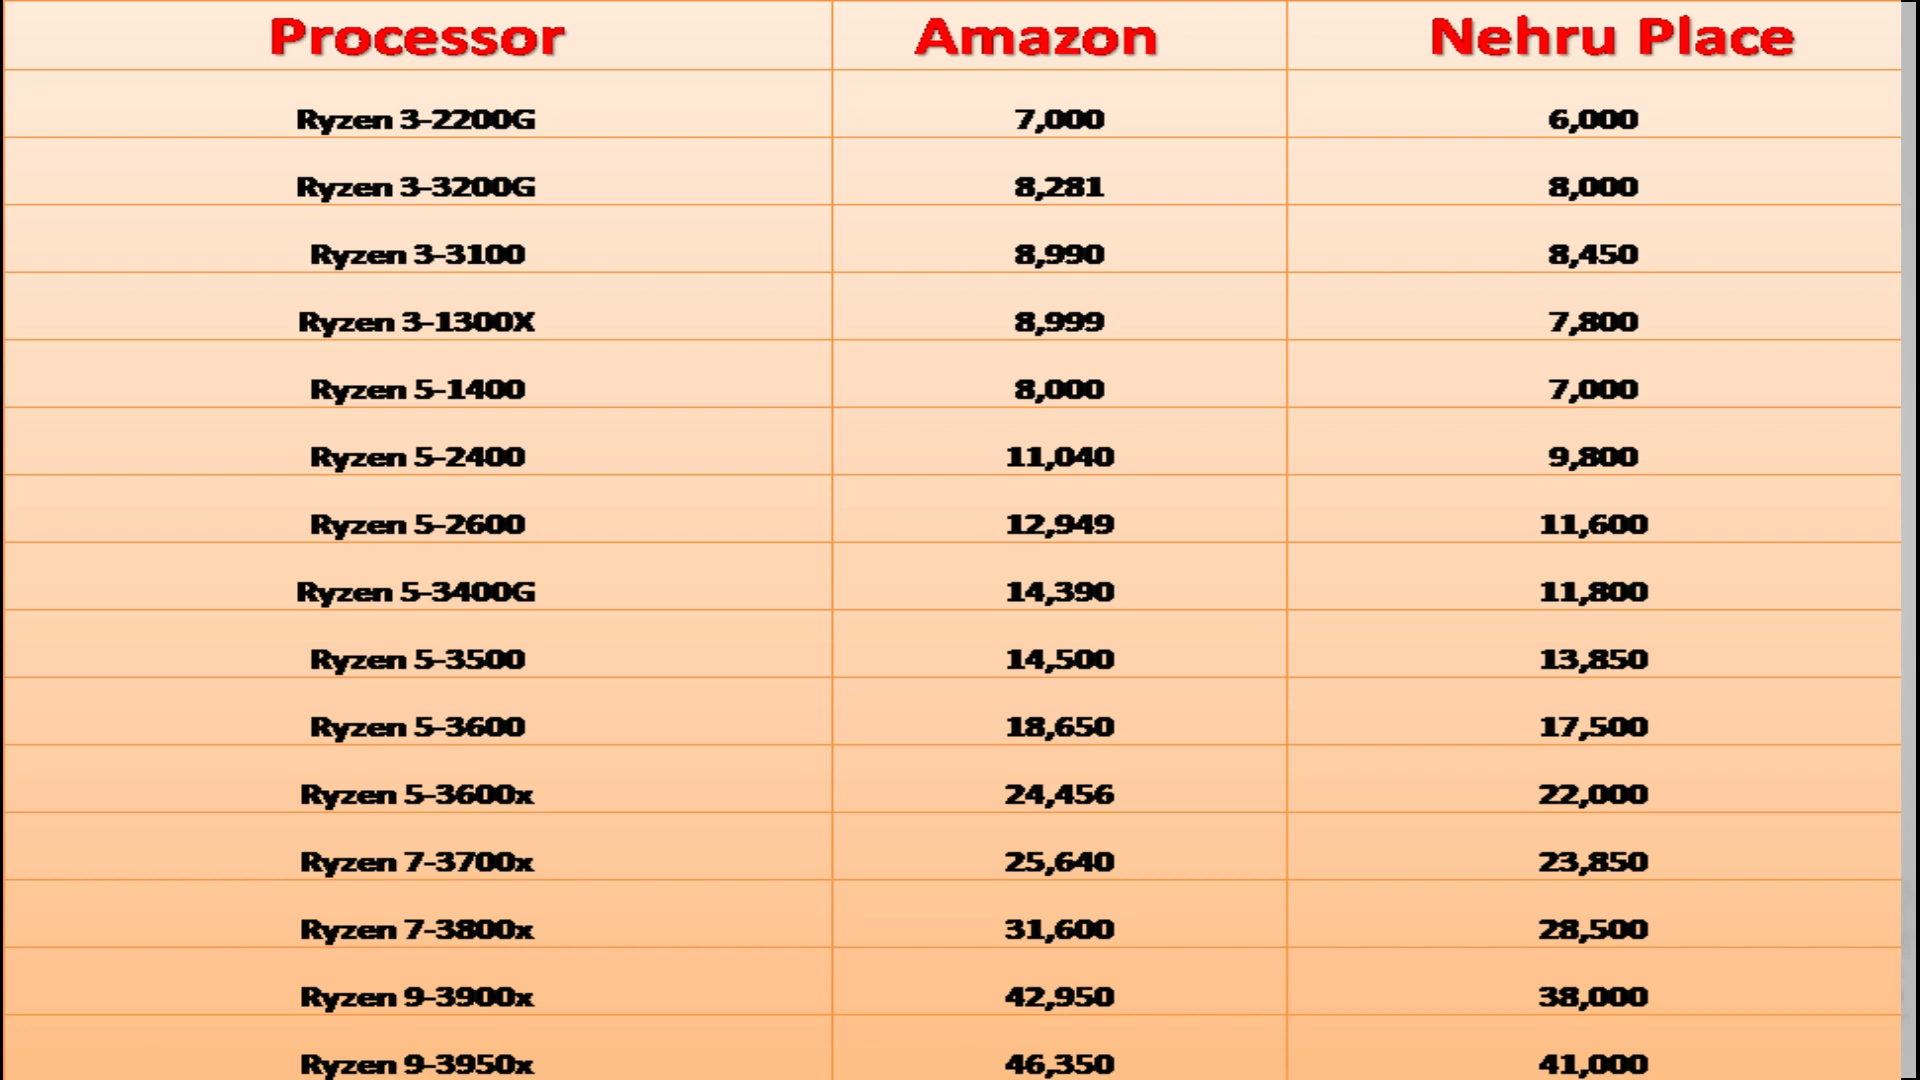 Processor Amazon Nehru Place
Ryzen 3-2200G 7,000 6,000
Ryzen 3-3200G 8,281 8,000
Ryzen 3-3100 8,990 8,450
Ryzen 3-1300X 8,999 7,800
Ryzen 5-1400 8,000 7,000
Ryzen 5-2400 11,040 9,800
Ryzen 5-2600 12,949 11,600
Ryzen 5-3400G 14,390 11,800
Ryzen 5-3500 14,500 13,850
Ryzen 5-3600 18,650 17,500
Ryzen 5-3600x 24,456 22,000
Ryzen 7-3700x 25,640 23,850
Ryzen 7-3800x 31,600 28,500
Ryzen 9-3900x 42,950 38,000
Ryzen 9-3950x 46,350 41,000